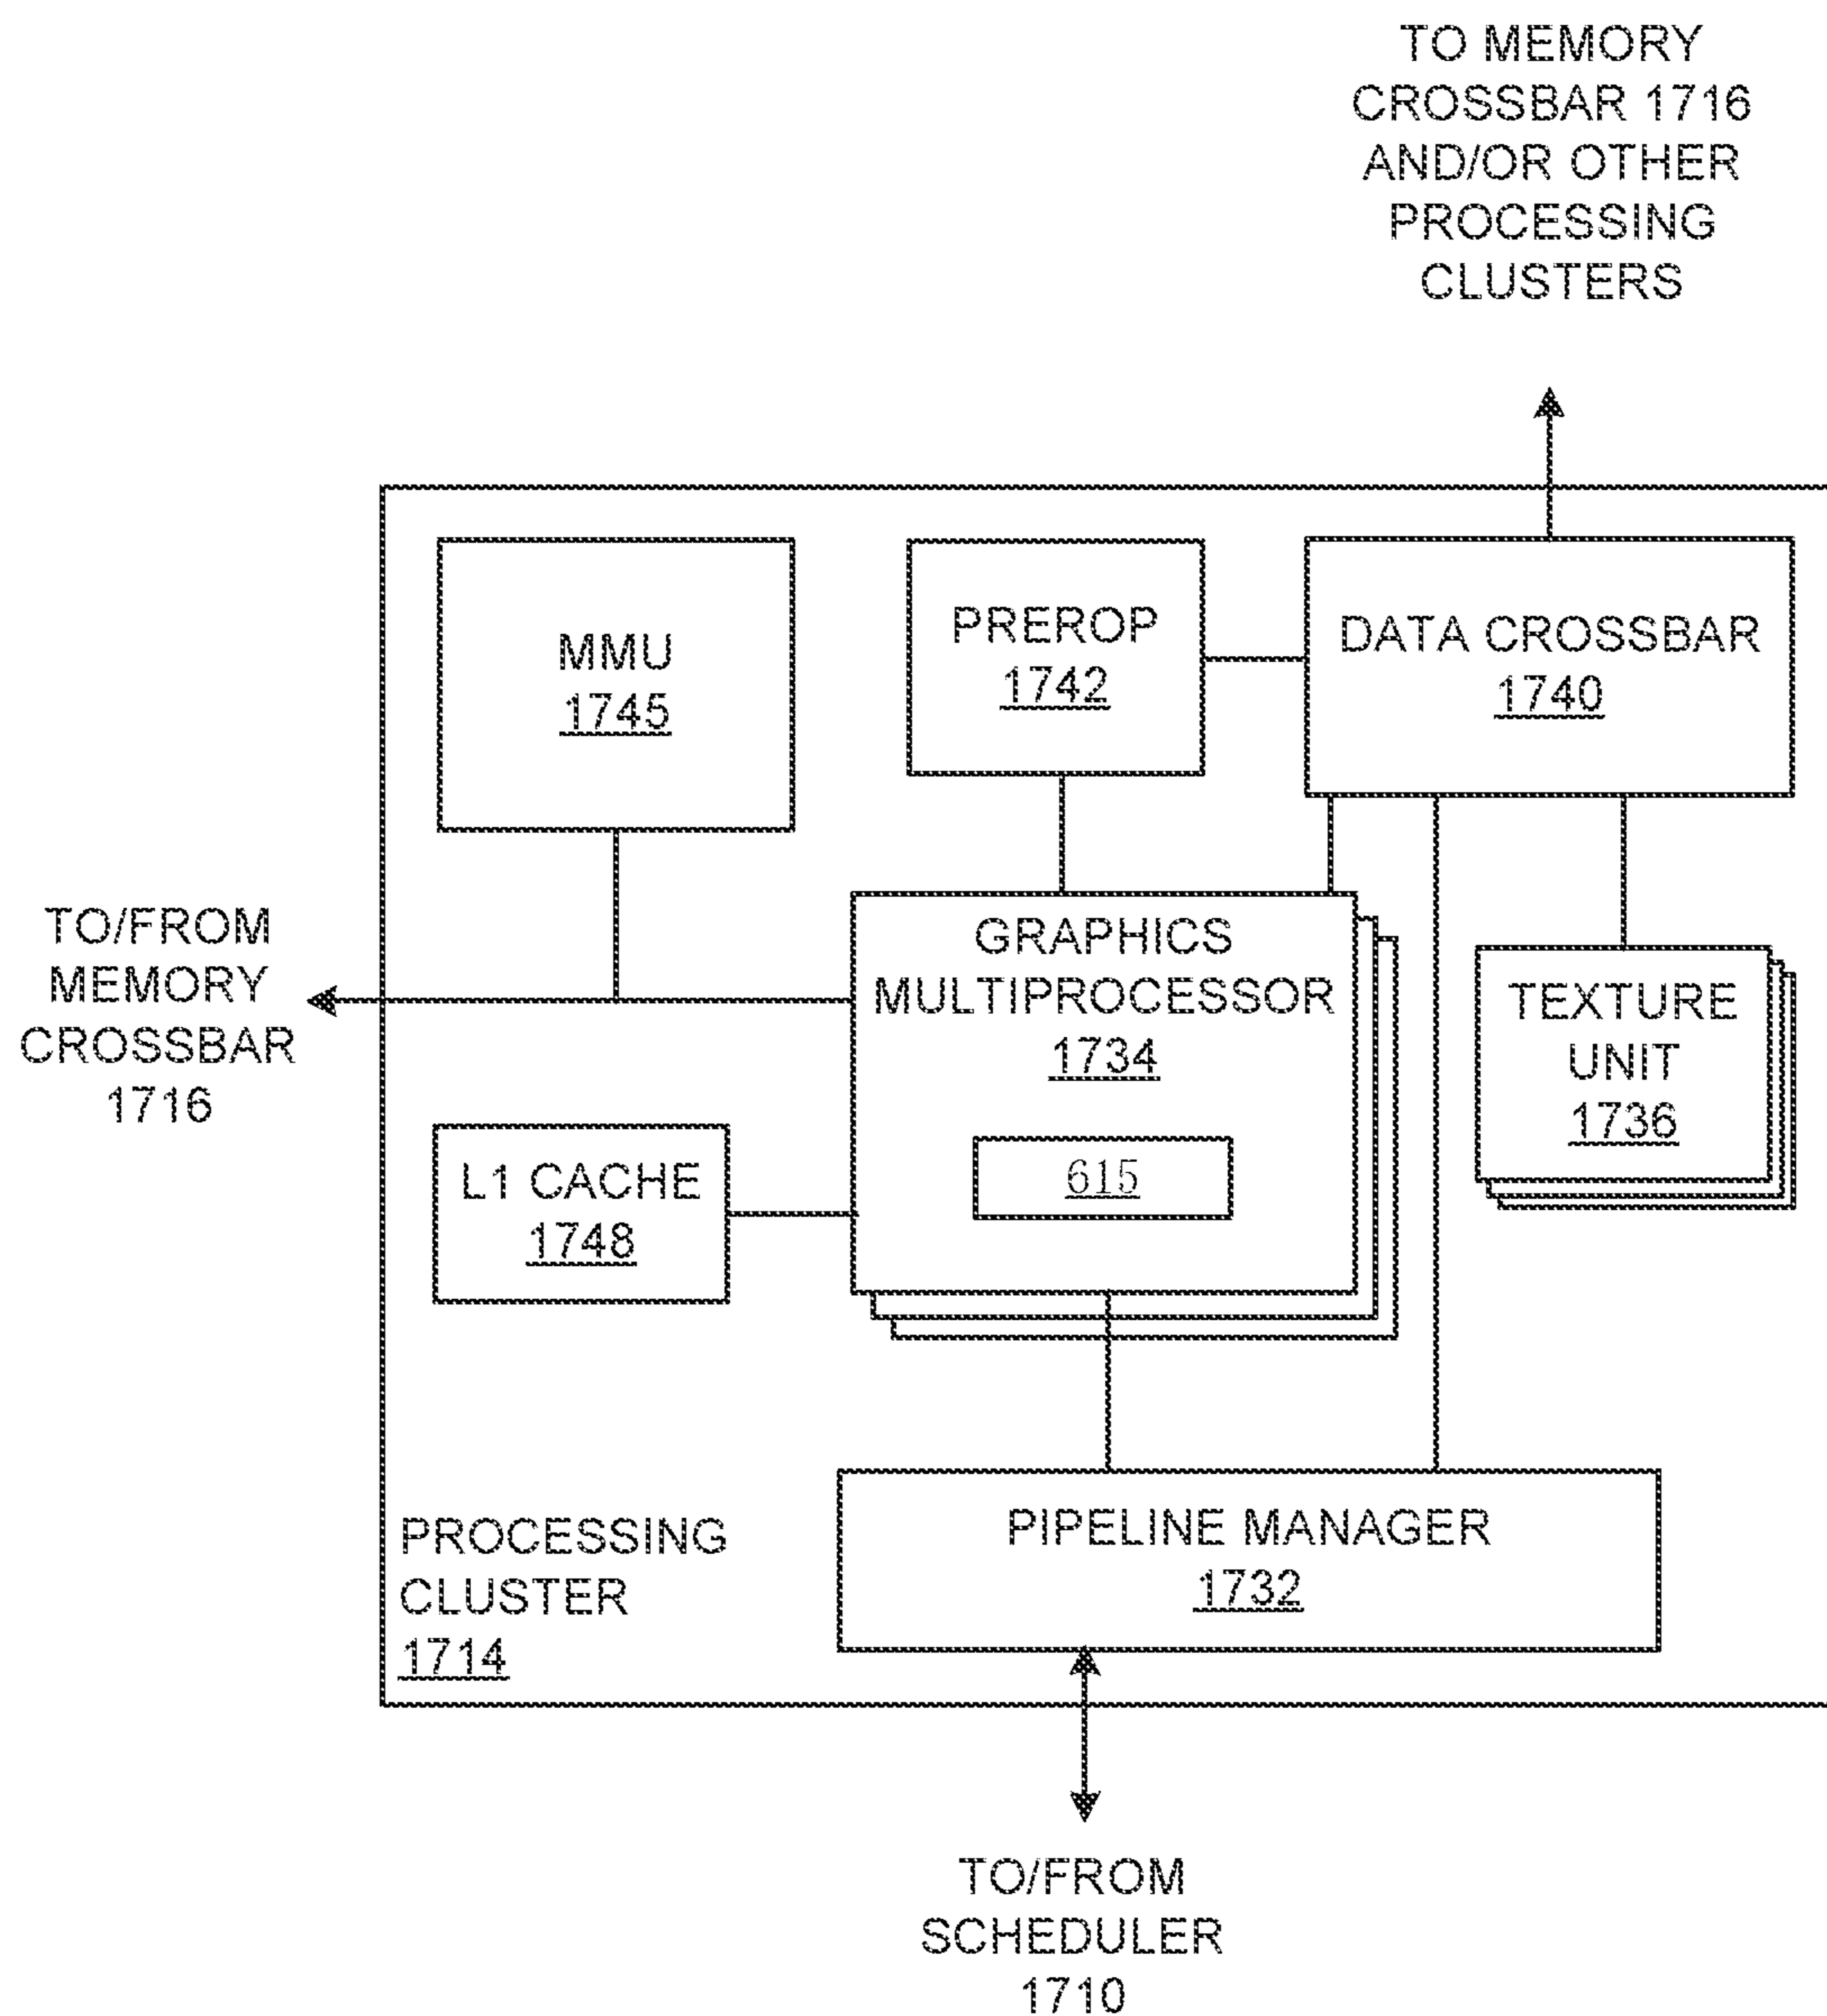 TO MEMORY
CROSSBAR 1716
AND/OR OTHER
PROCESSING
CLUSTERS
MMU
1745
PREROP
1742
DATA CROSSBAR
1740
TO/FROM
MEMORY
CROSSBAR
1716
GRAPHICS
MULTIPROCESSOR
1734
615
TEXTURE
UNIT
1736
L1 CACHE
1748
PROCESSING
CLUSTER
1714
PIPELINE MANAGER
1732
TO/FROM
SCHEDULER
1710